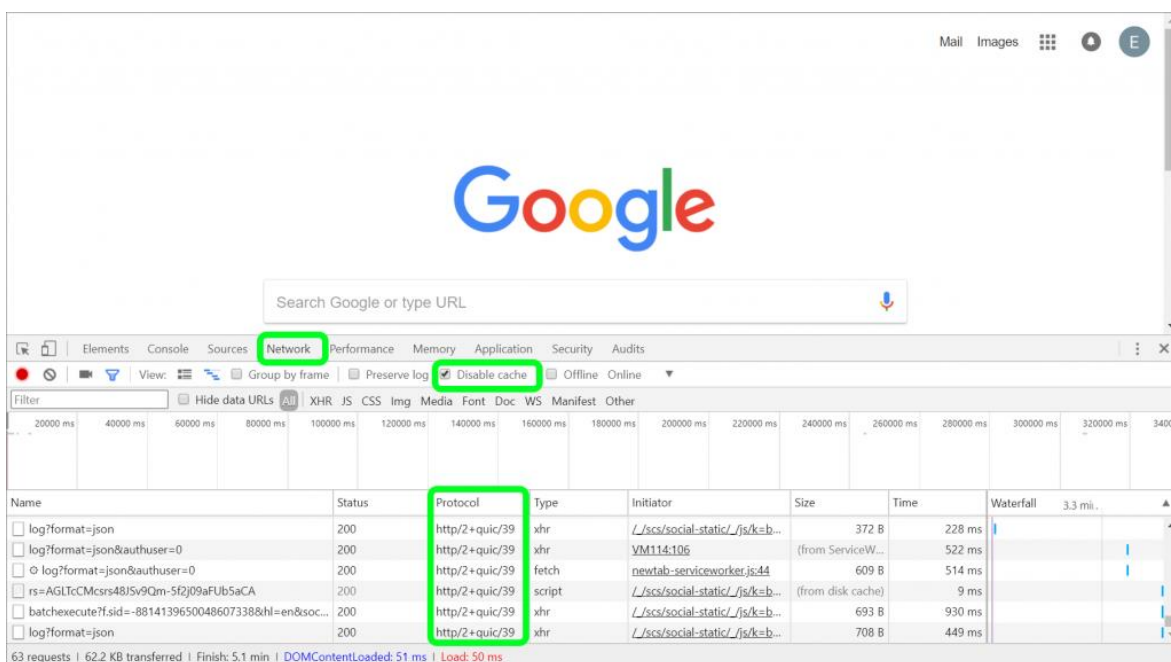 Mail Images E
Google
Search Google or type URL
Elements Console Sources Network Performance Memory Application Security Audits
View: Group by frame Preserve log Disable cache Offline Online
Filter Hide data URLs All XHR JS CSS Img Media Font Doc WS Manifest Other
20000 ms 40000 ms 60000 ms 80000 ms 100000 ms 120000 ms 140000 ms 160000 ms 180000 ms 200000 ms 220000 ms 240000 ms 260000 ms 280000 ms 300000 ms 320000 ms
Name Status Protocol Type Initiator Size Time Waterfall
log?format=json 200 http/2+quic/39 xhr /_/scs/social-static/_/js/k=b... 372 B 228 ms
log?format=json&authuser=0 200 http/2+quic/39 xhr VM114:106 (from ServiceW... 522 ms
log?format=json&authuser=0 200 http/2+quic/39 fetch newtab-serviceworker.js:44 609 B 514 ms
rs=AGLTcCMcsrs48JSv9Qm-5f2j09aFUb5aCA 200 http/2+quic/39 script /_/scs/social-static/_/js/k=b... (from disk cache) 9 ms
batchexecute?f.sid=-8814139650048607338&hl=en&soc... 200 http/2+quic/39 xhr /_/scs/social-static/_/js/k=b... 693 B 930 ms
log?format=json 200 http/2+quic/39 xhr /_/scs/social-static/_/js/k=b... 708 B 449 ms
63 requests | 62.2 KB transferred | Finish: 5.1 min | DOMContentLoaded: 51 ms | Load: 50 ms